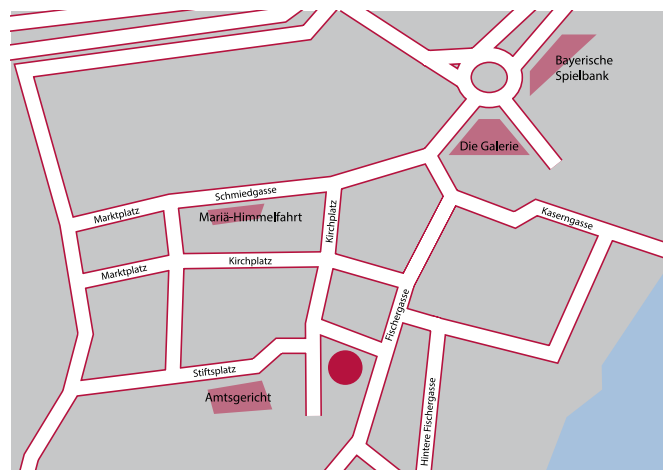 Bayerische
Spielbank
Die Galerie
Schmiedgasse
Marktplatz
Mariä-Himmelfahrt
Kirchplatz
Kaserngasse
Kirchplatz
Marktplatz
Fischergasse
Stiftsplatz
Amtsgericht
Hintere Fischergasse